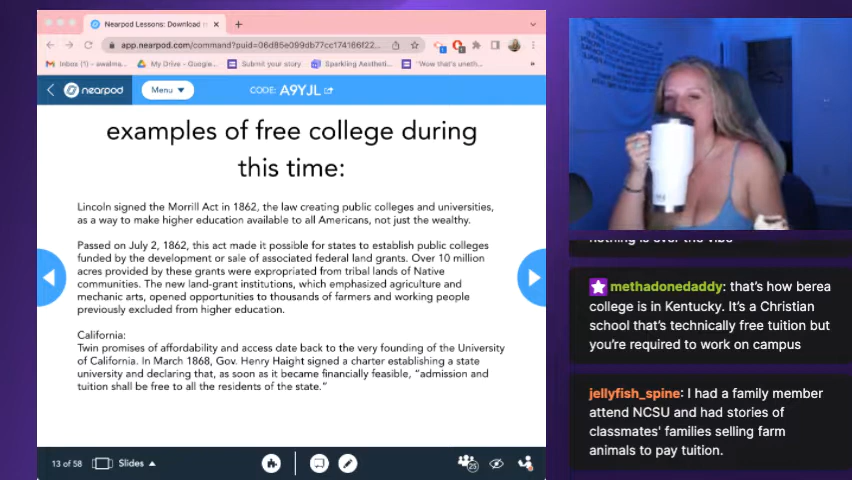 Nearpod Lessons: Download
app.nearpod.com/command?puid=06d85e099db77cc174166f22...
Inbox (1) – awalma...
My Drive – Google...
Submit your story
Sparkling Aestheti...
"Wow that's uneth...
nearpod
Menu
CODE: A9YJL
examples of free college during
this time:
Lincoln signed the Morrill Act in 1862, the law creating public colleges and universities,
as a way to make higher education available to all Americans, not just the wealthy.
Passed on July 2, 1862, this act made it possible for states to establish public colleges
funded by the development or sale of associated federal land grants. Over 10 million
acres provided by these grants were expropriated from tribal lands of Native
communities. The new land-grant institutions, which emphasized agriculture and
mechanic arts, opened opportunities to thousands of farmers and working people
previously excluded from higher education.
California:
Twin promises of affordability and access date back to the very founding of the University
of California. In March 1868, Gov. Henry Haight signed a charter establishing a state
university and declaring that, as soon as it became financially feasible, "admission and
tuition shall be free to all the residents of the state."
13 of 58
Slides
25
nothing is over the vibe
methadonedaddy: that's how berea
college is in Kentucky. It's a Christian
school that's technically free tuition but
you're required to work on campus
jellyfish_spine: I had a family member
attend NCSU and had stories of
classmates' families selling farm
animals to pay tuition.